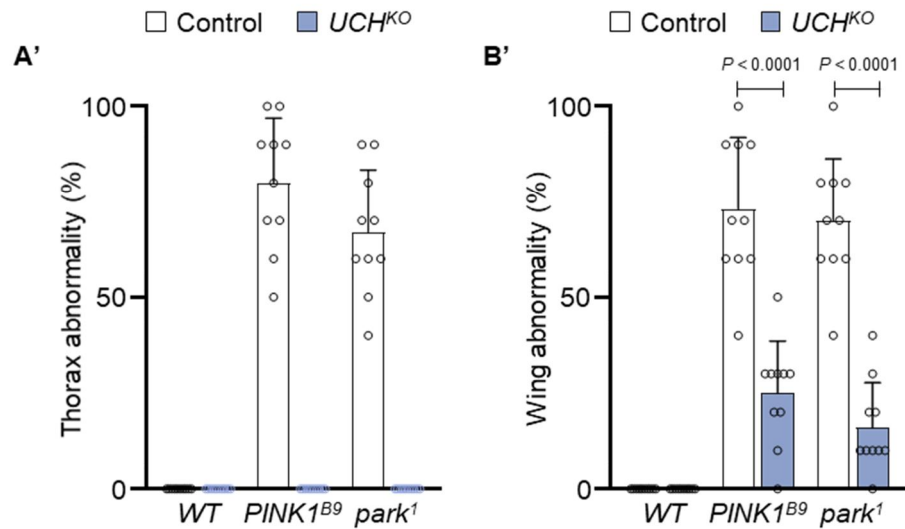 Control UCH^KO
A’
Thorax abnormality (%)
100
50
0
WT PINK1^B9 park^1
Control UCH^KO
B’
P < 0.0001 P < 0.0001
Wing abnormality (%)
100
50
0
WT PINK1^B9 park^1